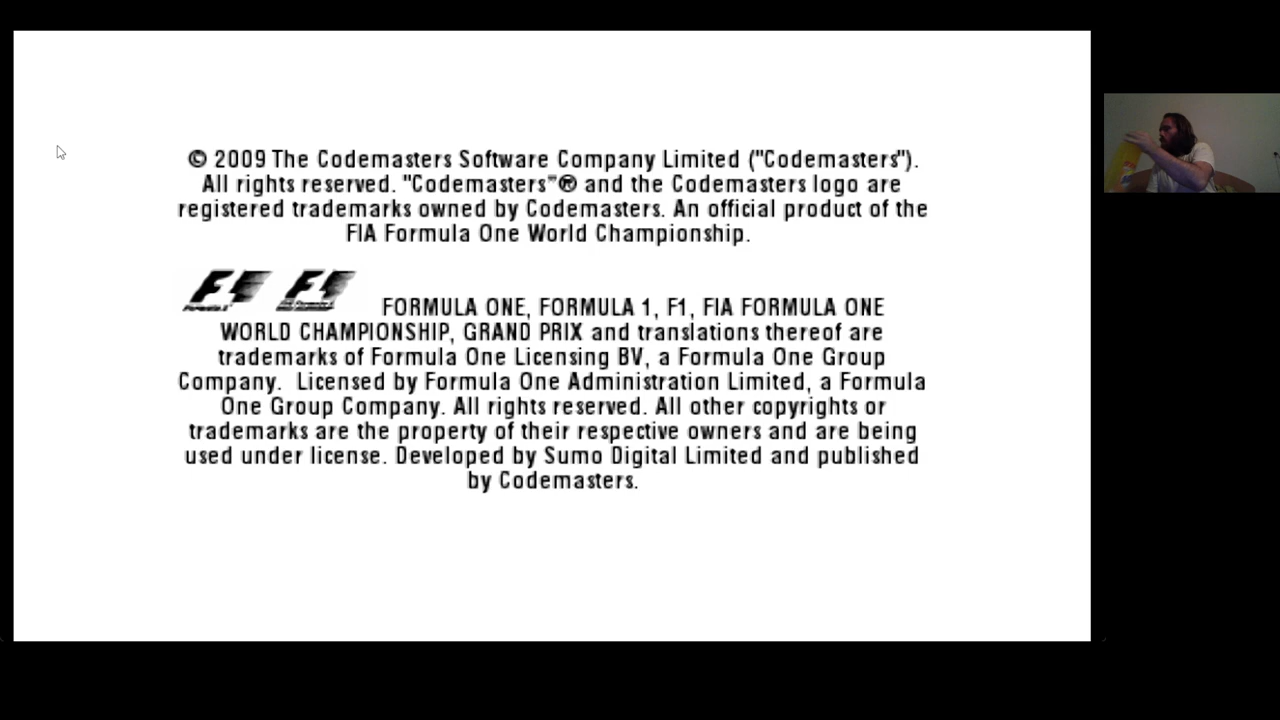 © 2009 The Codemasters Software Company Limited ("Codemasters").
All rights reserved. "Codemasters"® and the Codemasters logo are
registered trademarks owned by Codemasters. An official product of the
FIA Formula One World Championship.
F1 F1 FORMULA ONE, FORMULA 1, F1, FIA FORMULA ONE
WORLD CHAMPIONSHIP, GRAND PRIX and translations thereof are
trademarks of Formula One Licensing BV, a Formula One Group
Company. Licensed by Formula One Administration Limited, a Formula
One Group Company. All rights reserved. All other copyrights or
trademarks are the property of their respective owners and are being
used under license. Developed by Sumo Digital Limited and published
by Codemasters.